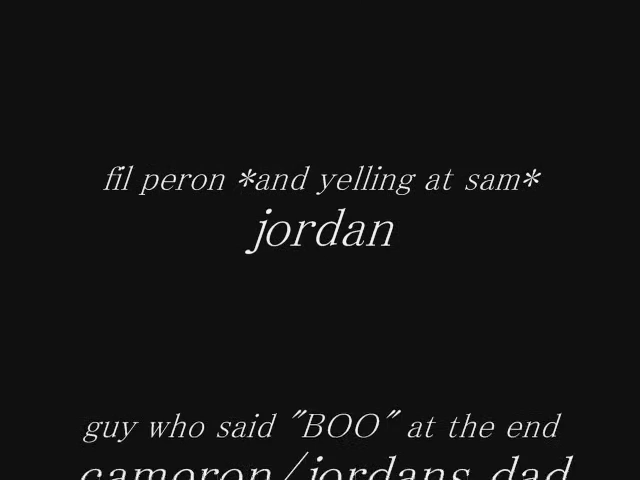 fil peron *and yelling at sam*
jordan
guy who said "BOO" at the end
cameron/jordans dad